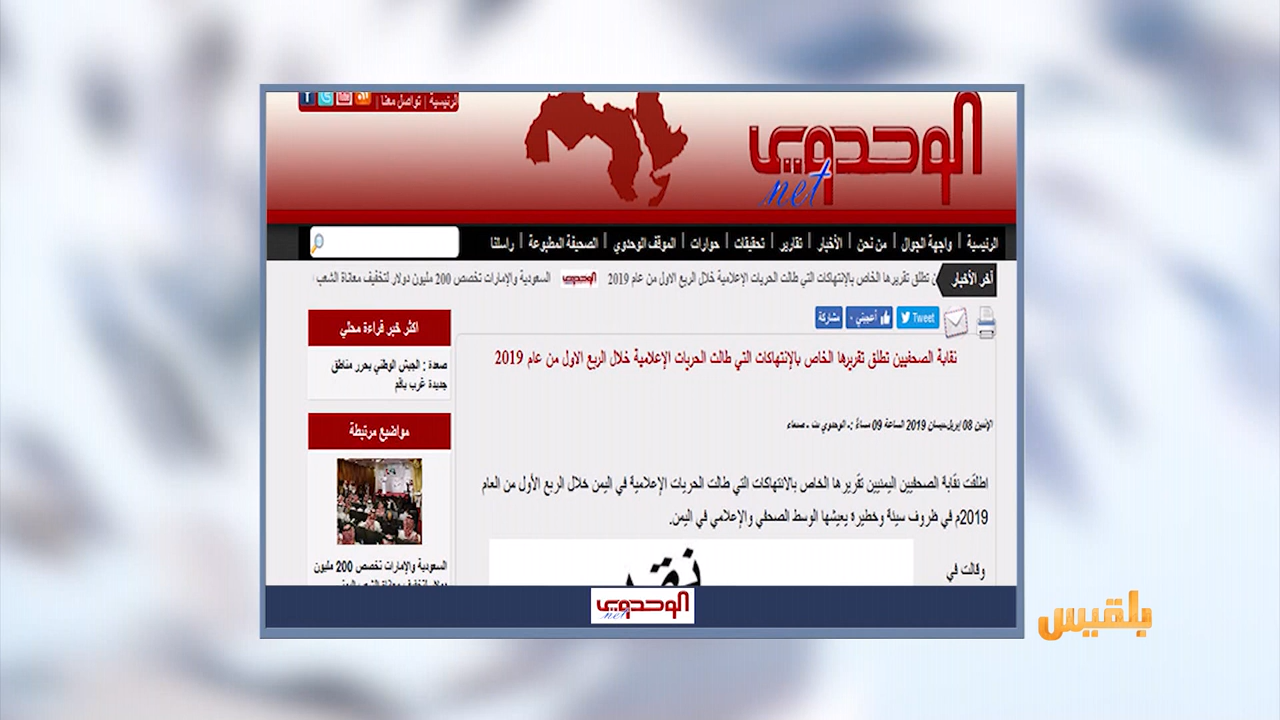 الرئيسية | تواصل معنا |
الوحدوي
net
الرئيسية | واجهة الجوال | من نحن | الأخبار | تقارير | تحقيقات | حوارات | الموقف الوحدوي | الصحيفة المطبوعة | راسلنا
آخر الأخبار
تطلق تقريرها الخاص بالإنتهاكات التي طالت الحريات الإعلامية خلال الربع الاول من عام 2019 الوحدوي السعودية والإمارات تخصص 200 مليون دولار لتخفيف معاناة الشعب
Tweet أعجبني ٠ مشاركة
نقابة الصحفيين تطلق تقريرها الخاص بالإنتهاكات التي طالت الحريات الإعلامية خلال الربع الاول من عام 2019
الإثنين 08 إبريل-نيسان 2019 الساعة 09 مساءً :- الوحدوي نت - صنعاء
اطلقت نقابة الصحفيين اليمنيين تقريرها الخاص بالانتهاكات التي طالت الحريات الإعلامية في اليمن خلال الربع الأول من العام
2019م في ظروف سيئة وخطيره يعيشها الوسط الصحفي والإعلامي في اليمن.
وقالت في
اكثر خبر قراءة محلي
صعدة : الجيش الوطني يحرر مناطق
جديدة غرب باقم
مواضيع مرتبطة
السعودية والإمارات تخصص 200 مليون
الوحدوي
net
بلقيس